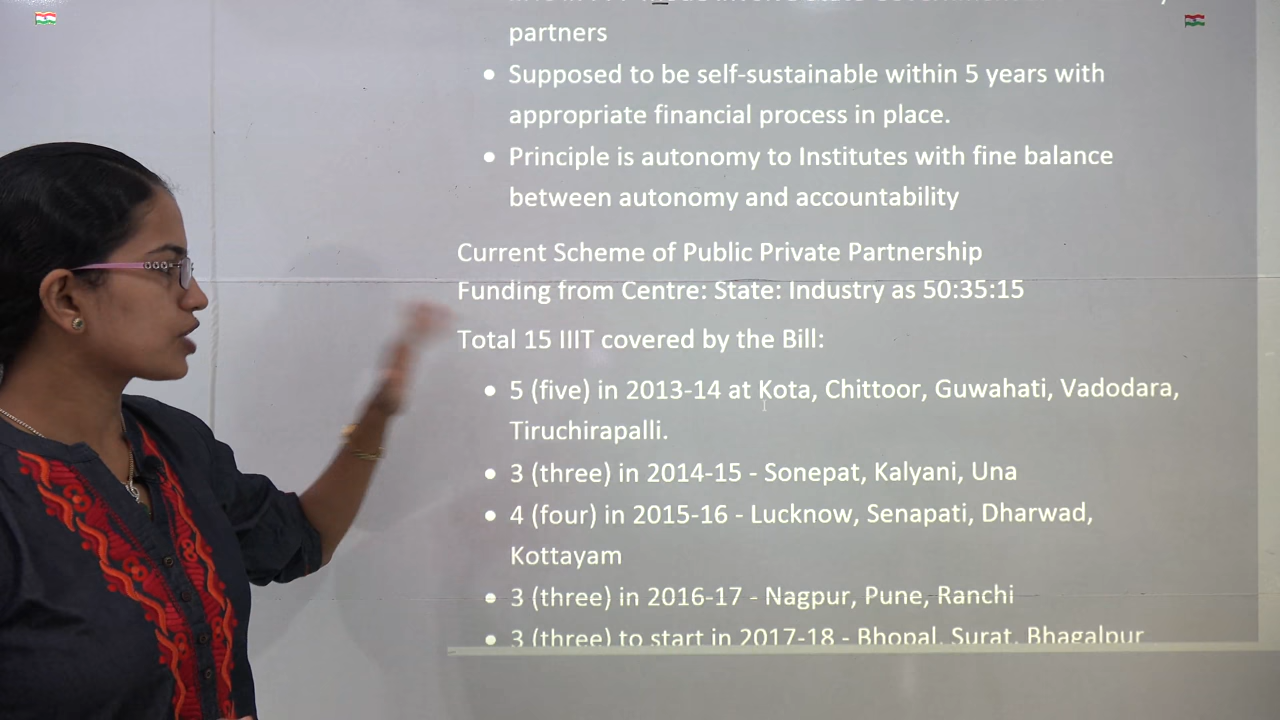 partners
• Supposed to be self-sustainable within 5 years with
appropriate financial process in place.
• Principle is autonomy to Institutes with fine balance
between autonomy and accountability
Current Scheme of Public Private Partnership
Funding from Centre: State: Industry as 50:35:15
Total 15 IIIT covered by the Bill:
• 5 (five) in 2013-14 at Kota, Chittoor, Guwahati, Vadodara,
Tiruchirapalli.
• 3 (three) in 2014-15 - Sonepat, Kalyani, Una
• 4 (four) in 2015-16 - Lucknow, Senapati, Dharwad,
Kottayam
• 3 (three) in 2016-17 - Nagpur, Pune, Ranchi
• 3 (three) to start in 2017-18 - Bhopal, Surat, Bhagalpur